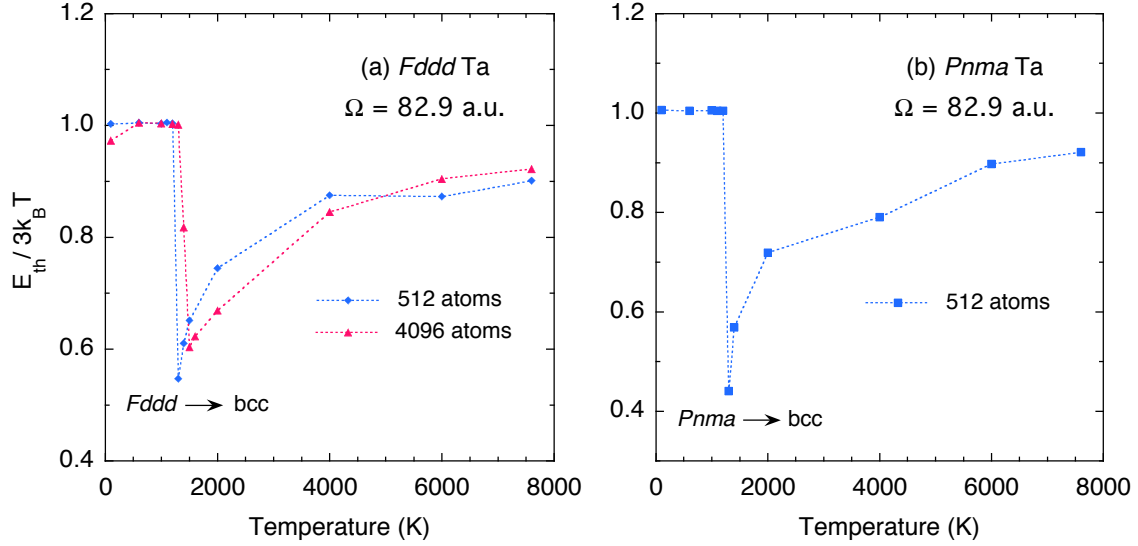 (a) Fddd Ta
Ω = 82.9 a.u.
E_th / 3k_B T
1.2
1.0
0.8
0.6
0.4
512 atoms
4096 atoms
Fddd → bcc
0 2000 4000 6000 8000
Temperature (K)
(b) Pnma Ta
Ω = 82.9 a.u.
1.2
1.0
0.8
0.6
0.4
512 atoms
Pnma → bcc
0 2000 4000 6000 8000
Temperature (K)